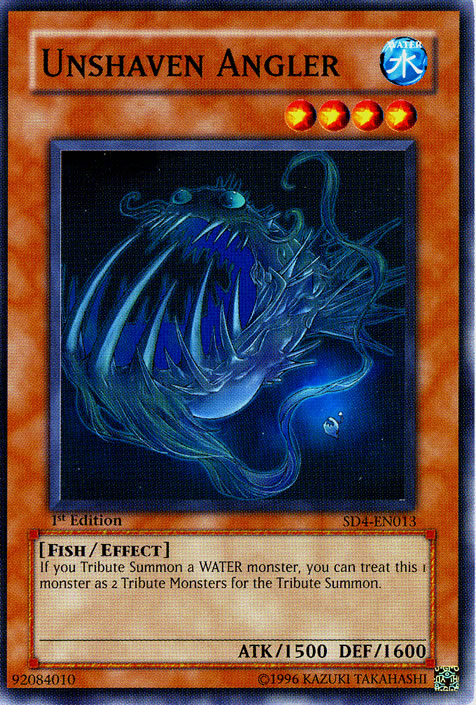 UNSHAVEN ANGLER
WATER
水
1st Edition
SD4-EN013
[FISH/EFFECT]
If you Tribute Summon a WATER monster, you can treat this 1
monster as 2 Tribute Monsters for the Tribute Summon.
ATK/1500 DEF/1600
92084010
©1996 KAZUKI TAKAHASHI